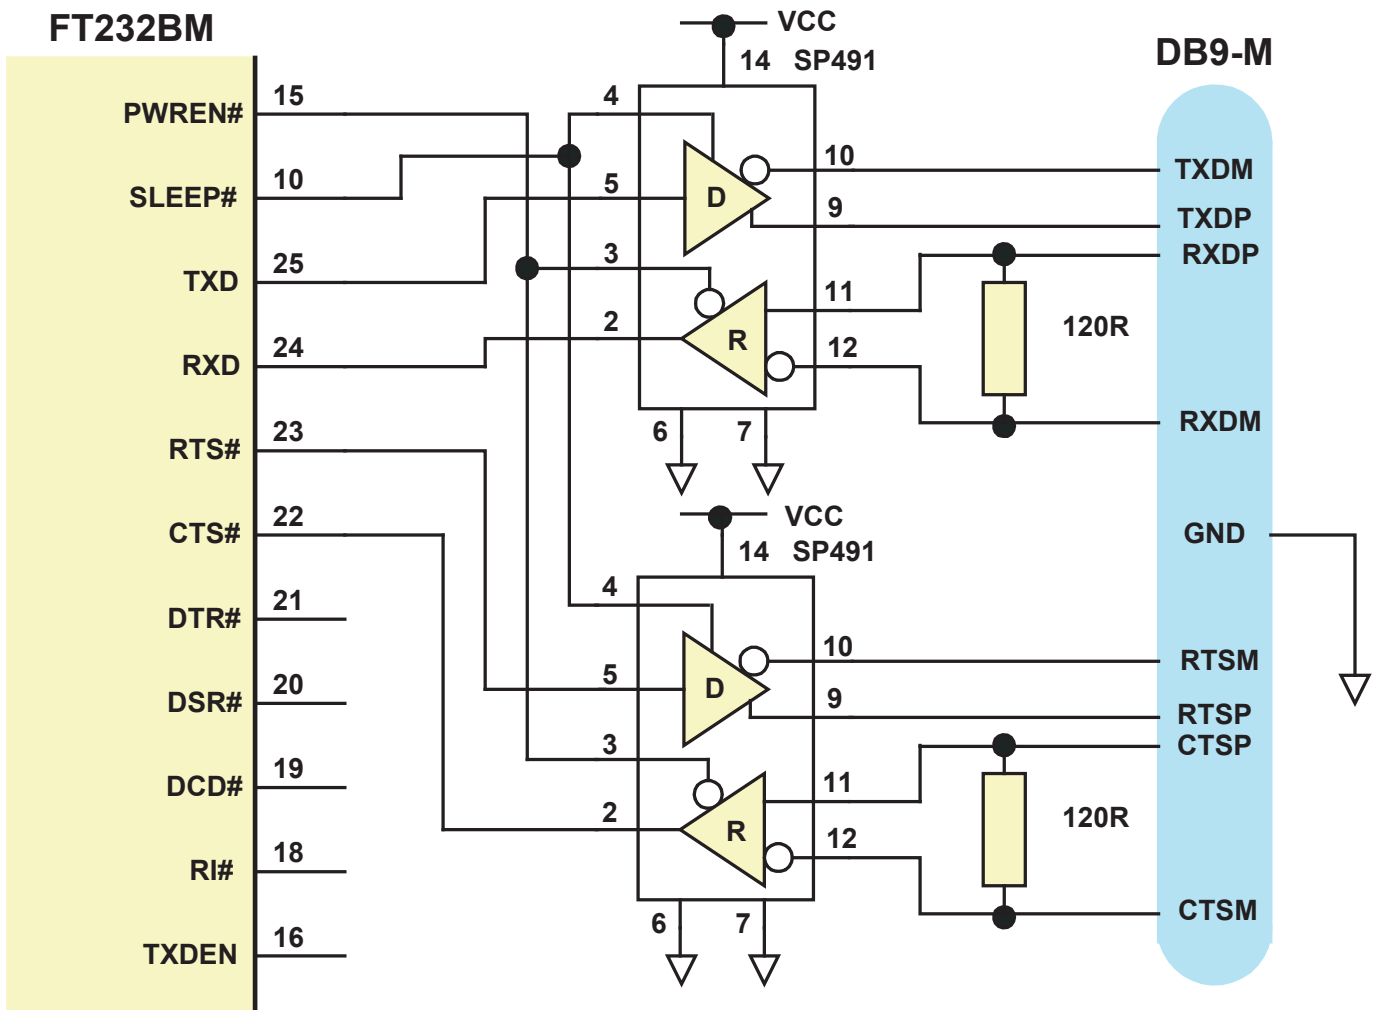 FT232BM
VCC
14 SP491
DB9-M
PWREN# 15
SLEEP# 10
TXD 25
RXD 24
RTS# 23
CTS# 22
DTR# 21
DSR# 20
DCD# 19
RI# 18
TXDEN 16
4
5
3
2
D
R
10
9
11
12
6
7
TXDM
TXDP
RXDP
120R
RXDM
VCC
14 SP491
GND
4
5
3
2
D
R
10
9
11
12
6
7
RTSM
RTSP
CTSP
120R
CTSM